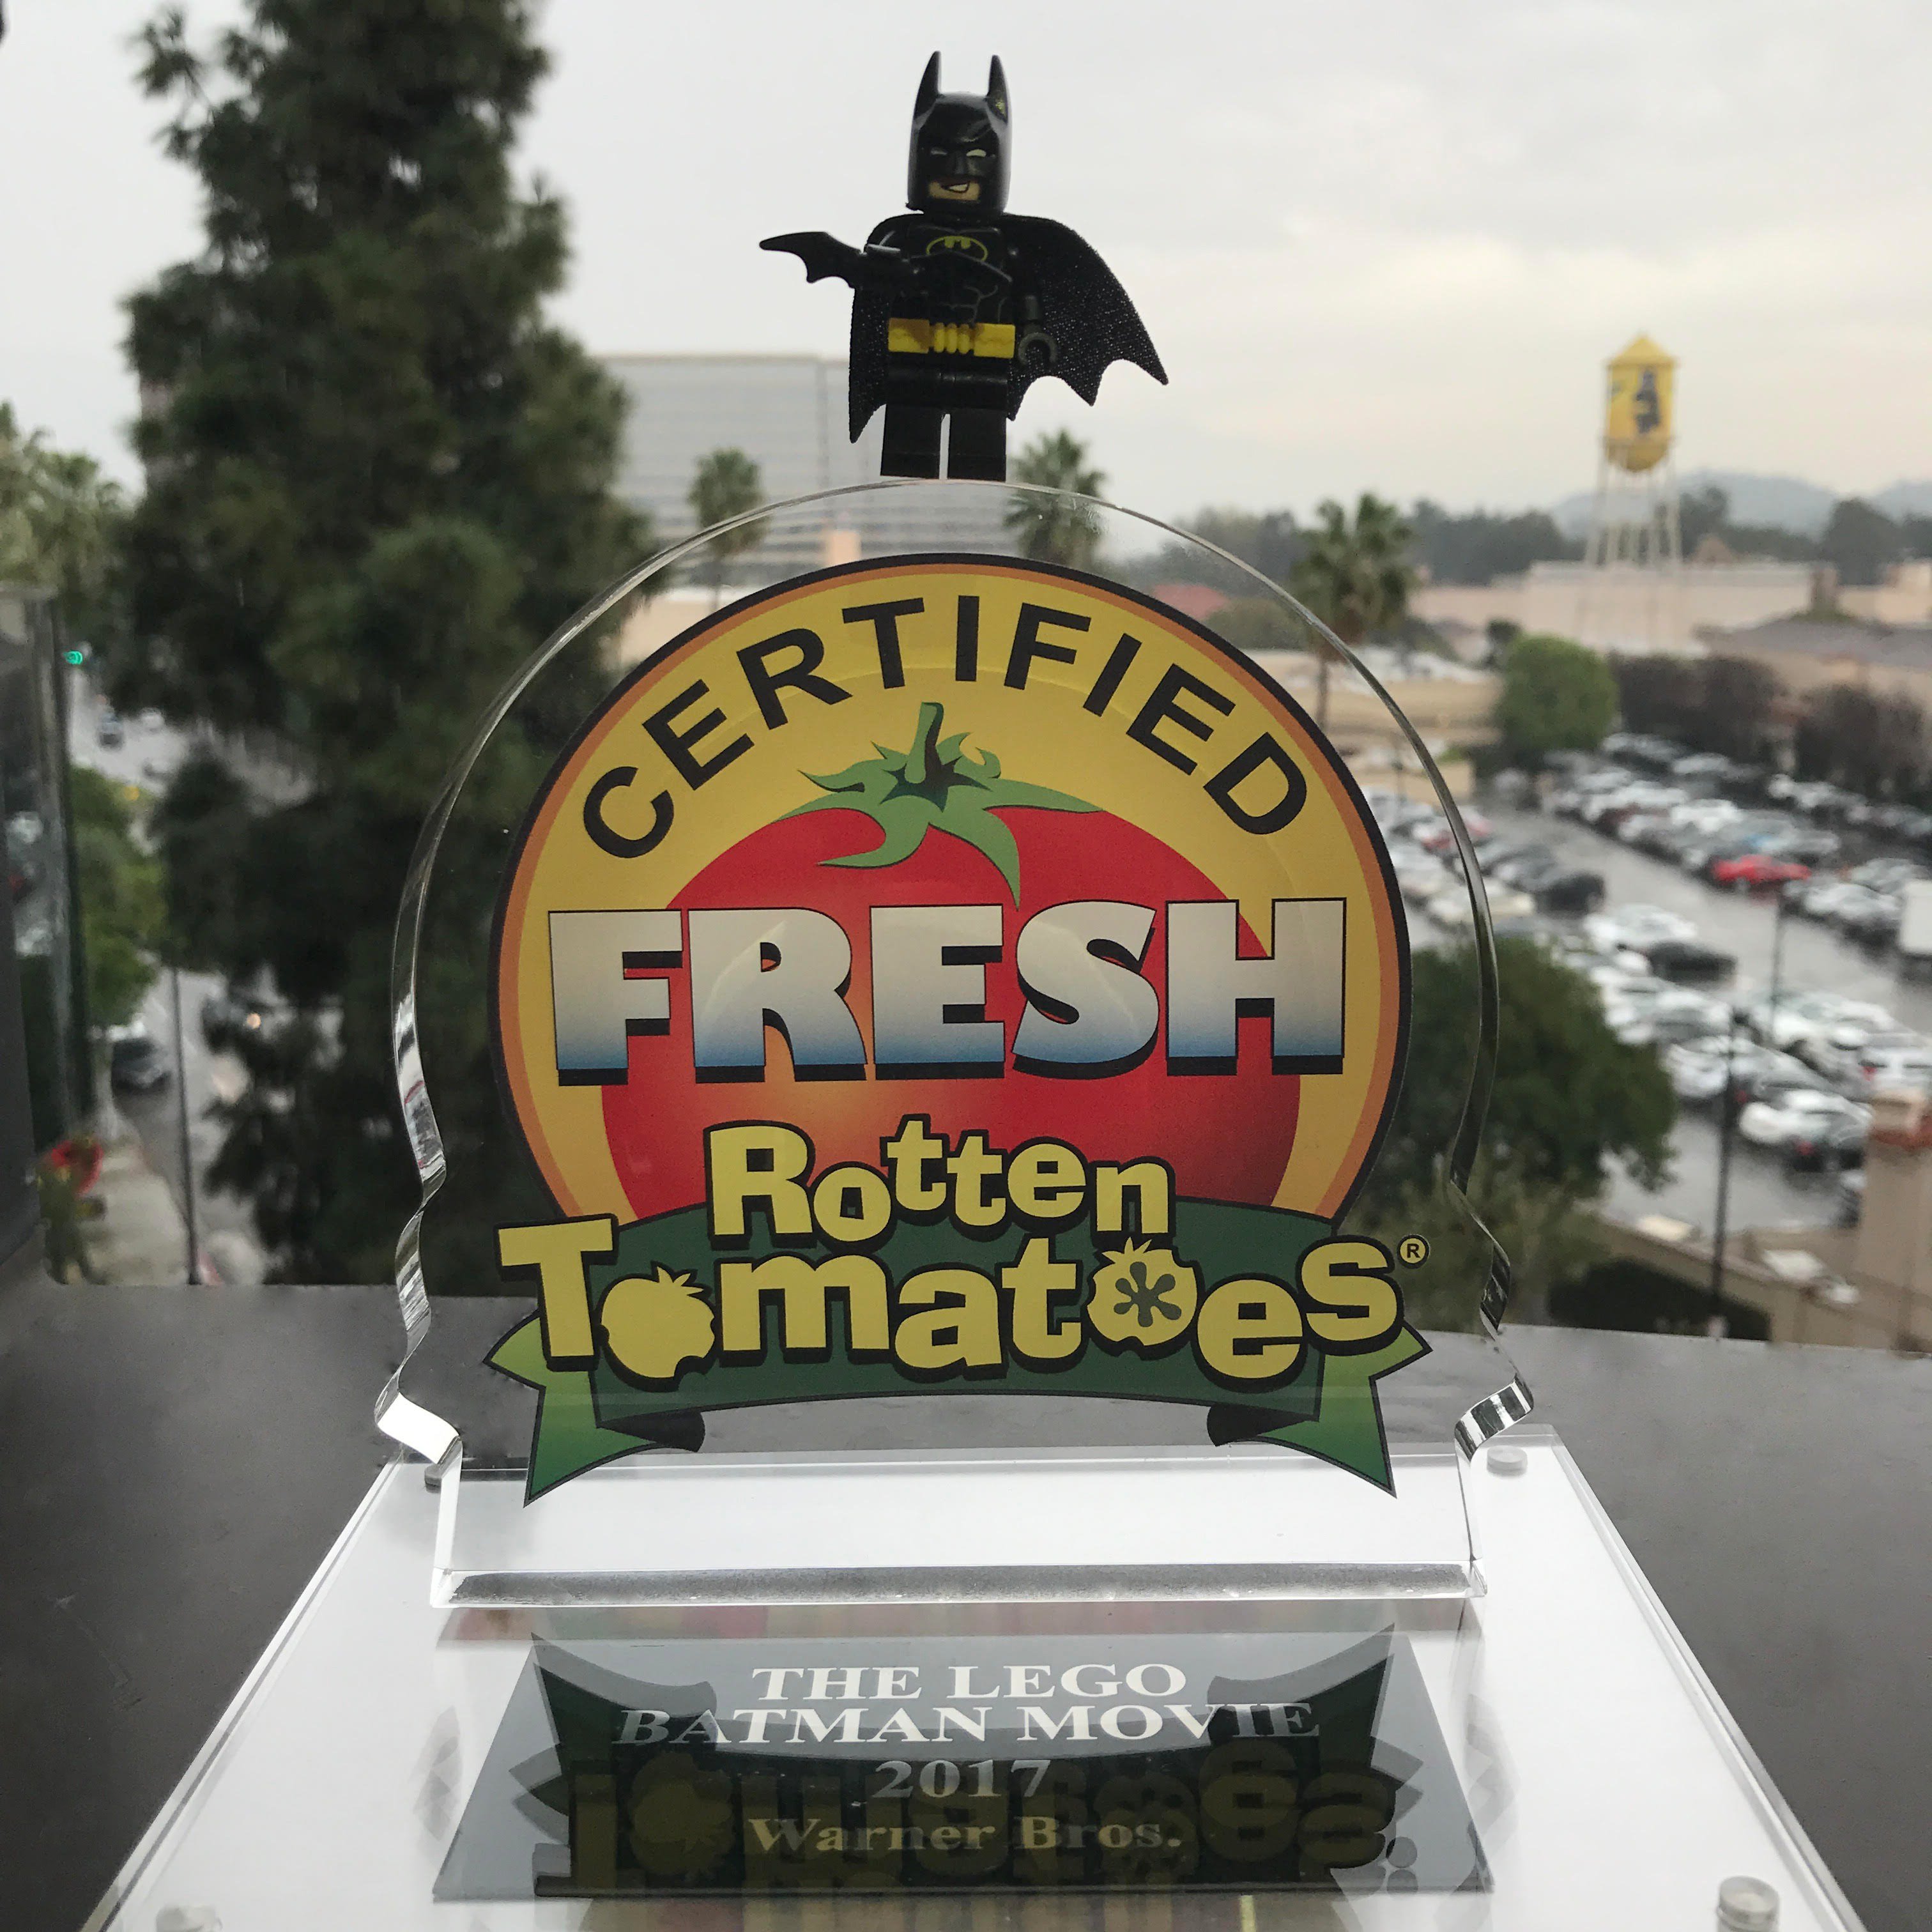 CERTIFIED
FRESH
Rotten
Tomatoes®
THE LEGO
BATMAN MOVIE
2017
Warner Bros.